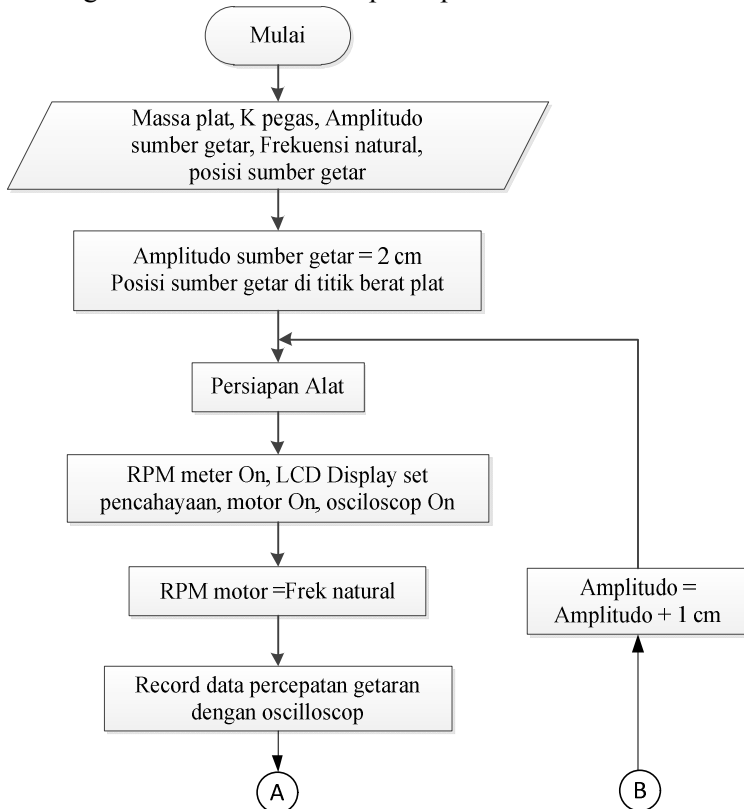 Mulai
Massa plat, K pegas, Amplitudo
sumber getar, Frekuensi natural,
posisi sumber getar
Amplitudo sumber getar = 2 cm
Posisi sumber getar di titik berat plat
Persiapan Alat
RPM meter On, LCD Display set
pencahayaan, motor On, osciloscop On
RPM motor =Frek natural
Record data percepatan getaran
dengan oscilloscop
A
Amplitudo =
Amplitudo + 1 cm
B